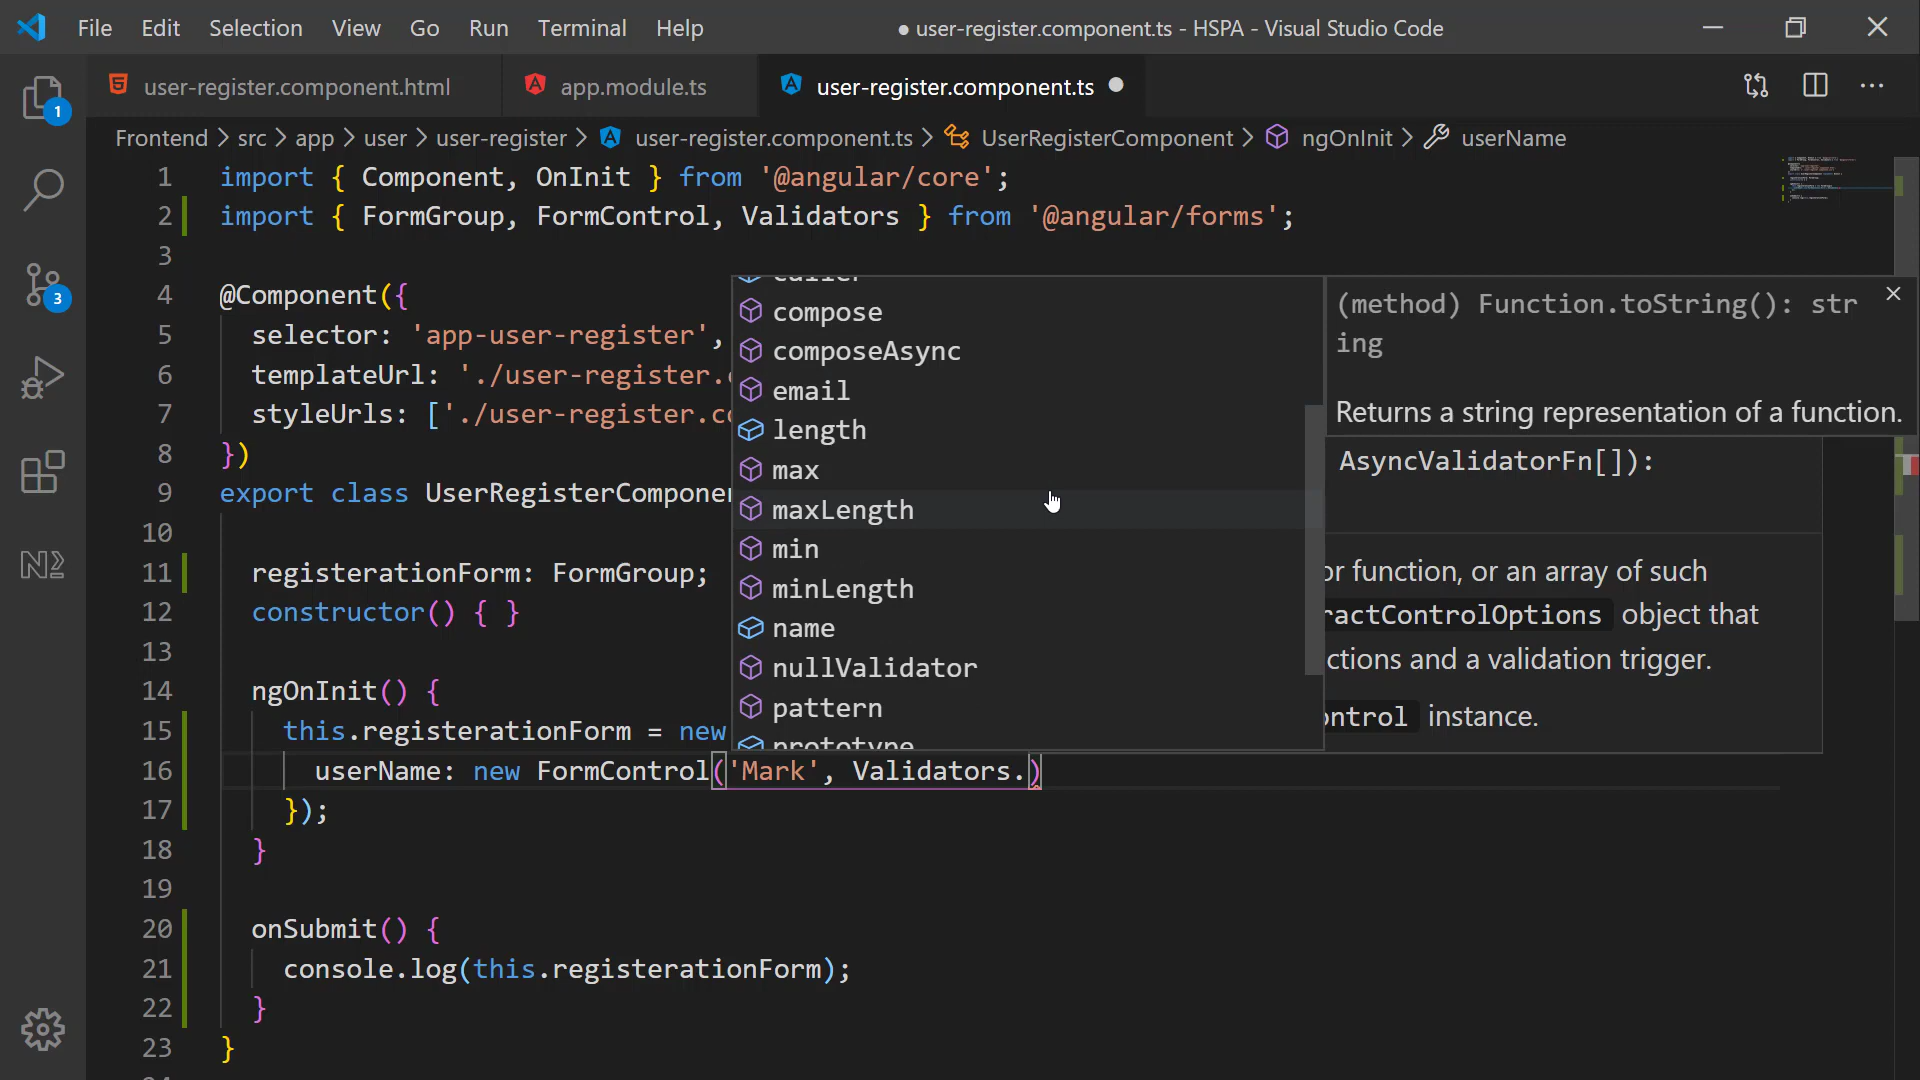 File Edit Selection View Go Run Terminal Help
● user-register.component.ts - HSPA - Visual Studio Code
user-register.component.html
app.module.ts
user-register.component.ts
1
3
Frontend > src > app > user > user-register > user-register.component.ts > UserRegisterComponent > ngOnInit > userName
1 import { Component, OnInit } from '@angular/core';
2 import { FormGroup, FormControl, Validators } from '@angular/forms';
3
4 @Component({
5 selector: 'app-user-register',
6 templateUrl: './user-register.
7 styleUrls: ['./user-register.
8 })
9 export class
10
11 registerationForm: FormGroup;
12 constructor() { }
13
14 ngOnInit() {
15 this.registerationForm = new
16 userName: new FormControl('Mark', Validators.)
17 });
18 }
19
20 onSubmit() {
21 console.log(this.registerationForm);
22 }
23 }
compose
composeAsync
email
length
max
maxLength
min
minLength
name
nullValidator
pattern
prototype
(method) Function.toString(): str
ing
Returns a string representation of a function.
AsyncValidatorFn[]):
function, or an array of such
object that
and a validation trigger.
instance.